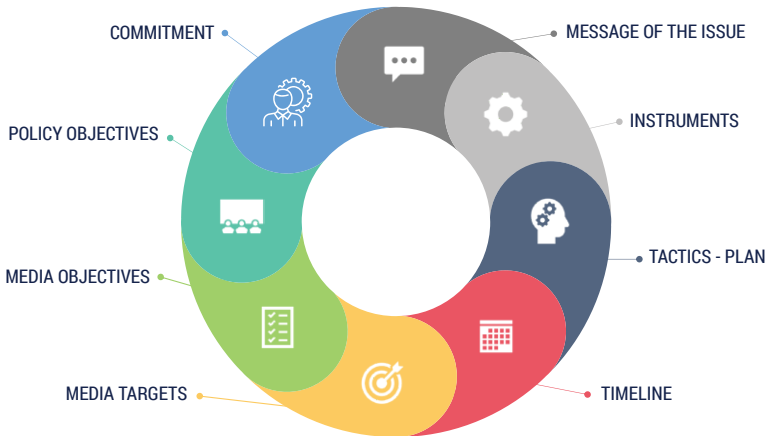 COMMITMENT
MESSAGE OF THE ISSUE
INSTRUMENTS
POLICY OBJECTIVES
TACTICS - PLAN
MEDIA OBJECTIVES
MEDIA TARGETS
TIMELINE